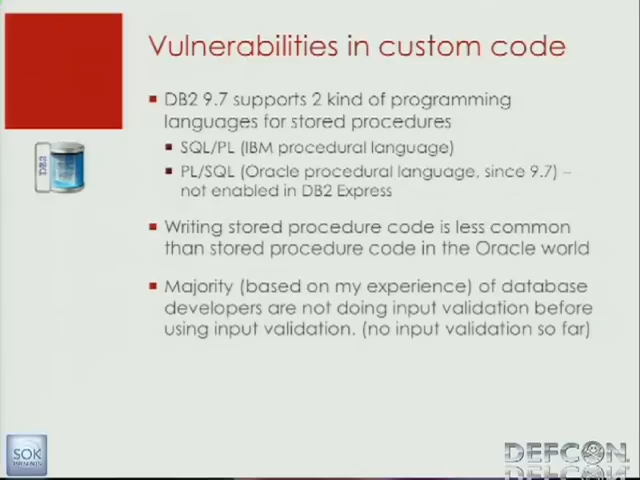 Vulnerabilities in custom code
DB2 9.7 supports 2 kind of programming
languages for stored procedures
SQL/PL (IBM procedural language)
PL/SQL (Oracle procedural language, since 9.7) –
not enabled in DB2 Express
DB2
Writing stored procedure code is less common
than stored procedure code in the Oracle world
Majority (based on my experience) of database
developers are not doing input validation before
using input validation. (no input validation so far)
SOK
DEFCON